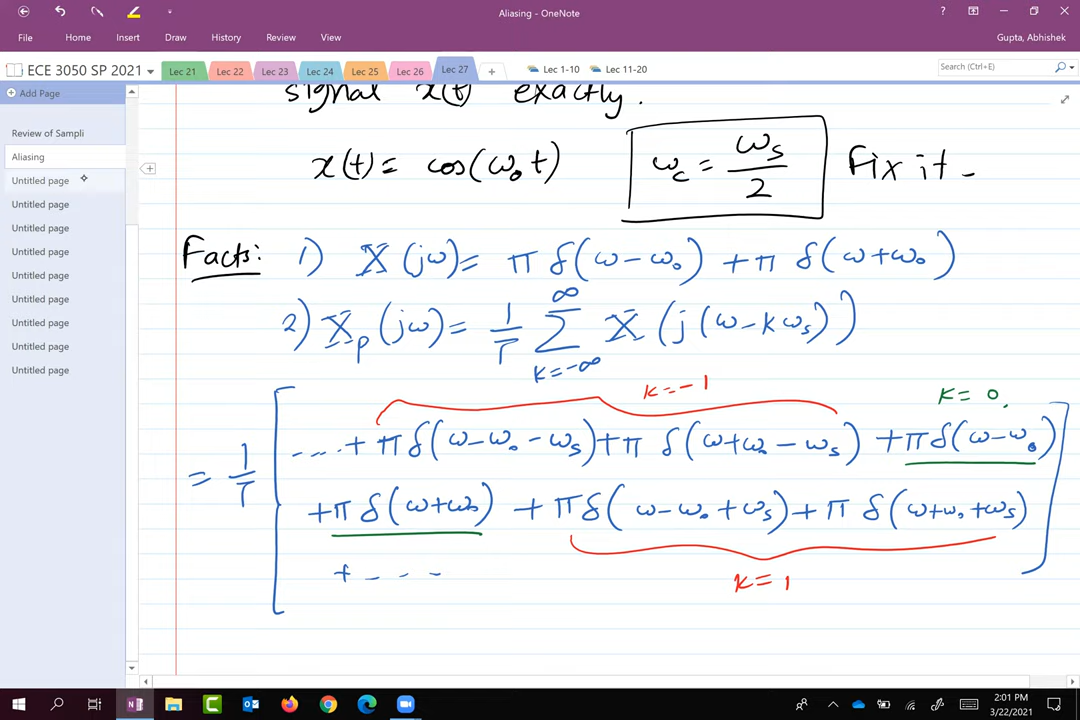 Aliasing - OneNote
Gupta, Abhishek
File Home Insert Draw History Review View
ECE 3050 SP 2021
Lec 21 Lec 22 Lec 23 Lec 24 Lec 25 Lec 26 Lec 27 + Lec 1-10 Lec 11-20
Search (Ctrl+E)
Add Page
Review of Sampli
Aliasing
Untitled page
Untitled page
Untitled page
Untitled page
Untitled page
Untitled page
Untitled page
Untitled page
Untitled page
signal x(t) exactly.
x(t) = cos(ω₀t) ω_c = ω_s/2 Fix it -
Facts: 1) X(jω) = π δ(ω-ω₀) + π δ(ω+ω₀)
2) X_p(jω) = 1/T ∑_{k=-∞}^{∞} X(j(ω-kω_s))
k=-1
k=0.
= 1/T [ .... + πδ(ω-ω₀-ω_s) + π δ(ω+ω₀-ω_s) + πδ(ω-ω₀)
+ π δ(ω+ω₀) + πδ(ω-ω₀+ω_s) + π δ(ω+ω₀+ω_s) ]
+ - - -
k=1
2:01 PM
3/22/2021